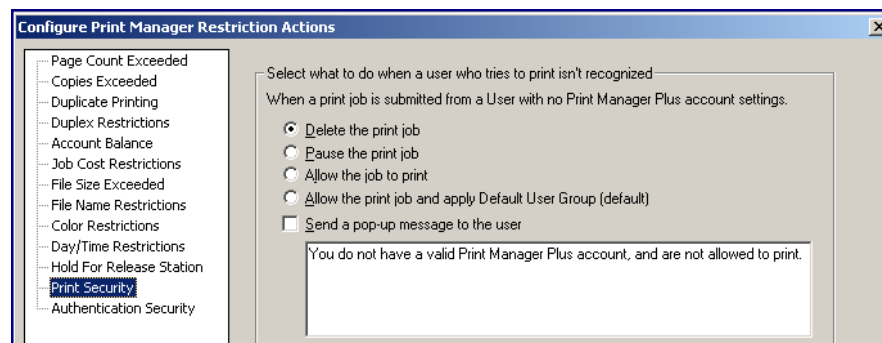 Configure Print Manager Restriction Actions
Page Count Exceeded
Copies Exceeded
Duplicate Printing
Duplex Restrictions
Account Balance
Job Cost Restrictions
File Size Exceeded
File Name Restrictions
Color Restrictions
Day/Time Restrictions
Hold For Release Station
Print Security
Authentication Security
Select what to do when a user who tries to print isn't recognized
When a print job is submitted from a User with no Print Manager Plus account settings.
Delete the print job
Pause the print job
Allow the job to print
Allow the print job and apply Default User Group (default)
Send a pop-up message to the user
You do not have a valid Print Manager Plus account, and are not allowed to print.